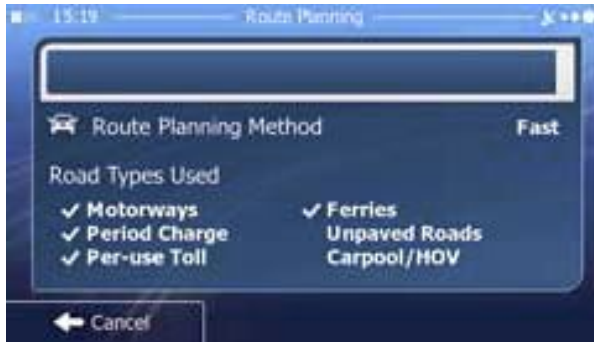 15:19 Route Planning
Route Planning Method Fast
Road Types Used
✓ Motorways ✓ Ferries
✓ Period Charge Unpaved Roads
✓ Per-use Toll Carpool/HOV
Cancel